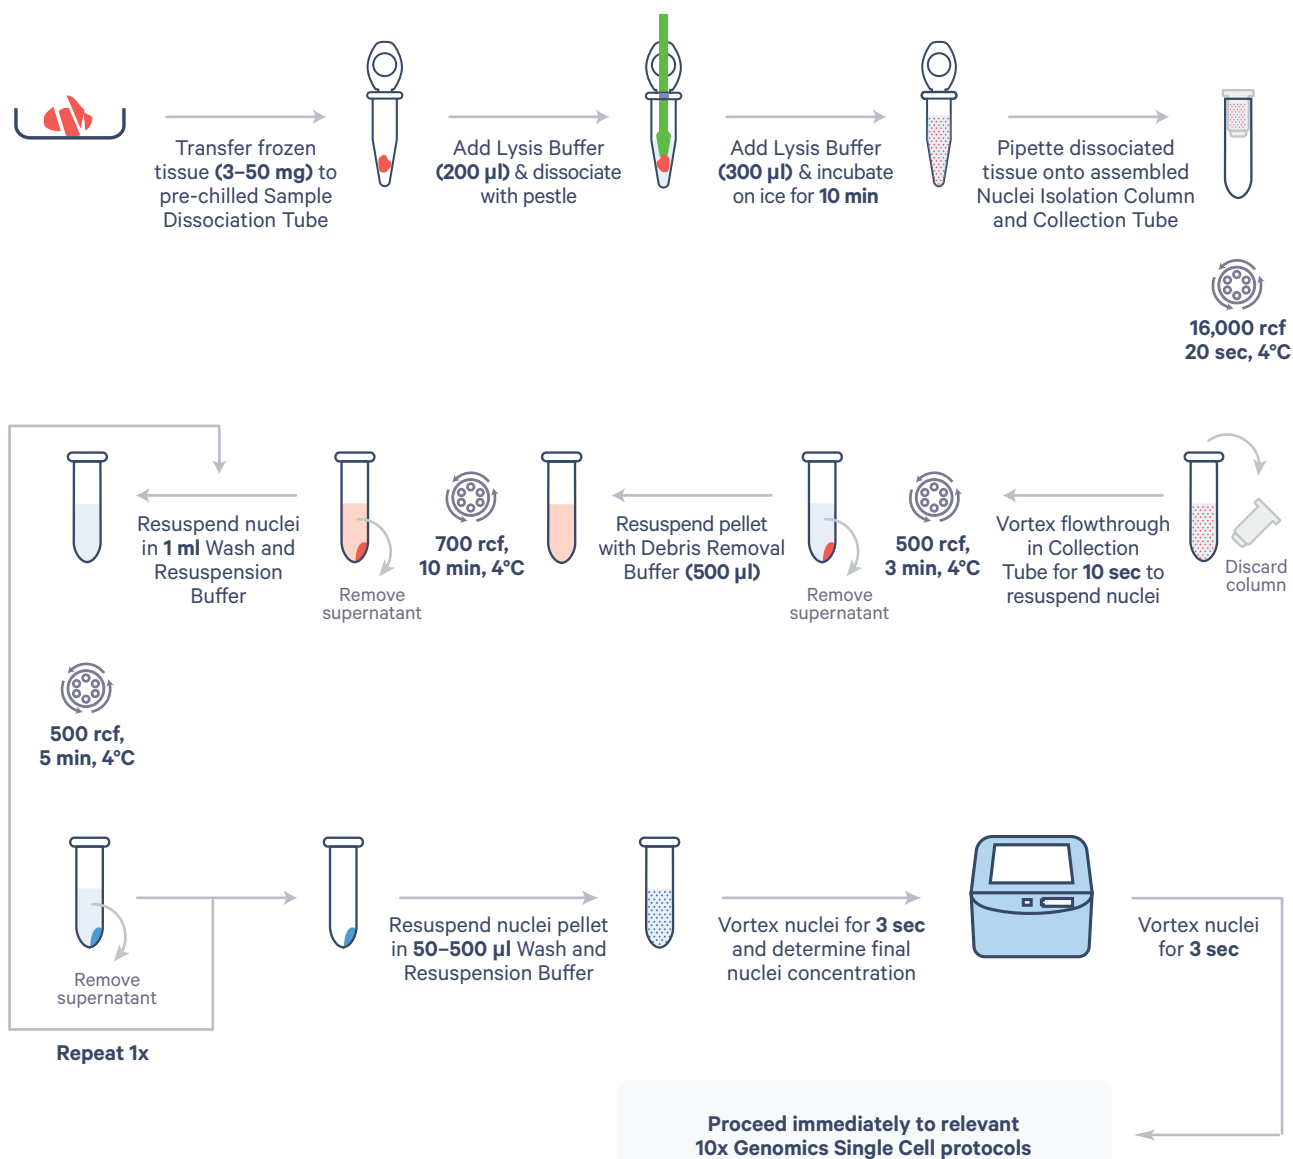 Transfer frozen
tissue (3–50 mg) to
pre-chilled Sample
Dissociation Tube
Add Lysis Buffer
(200 µl) & dissociate
with pestle
Add Lysis Buffer
(300 µl) & incubate
on ice for 10 min
Pipette dissociated
tissue onto assembled
Nuclei Isolation Column
and Collection Tube
16,000 rcf
20 sec, 4°C
Discard
column
Vortex flowthrough
in Collection
Tube for 10 sec to
resuspend nuclei
500 rcf,
3 min, 4°C
Remove
supernatant
Resuspend pellet
with Debris Removal
Buffer (500 µl)
700 rcf,
10 min, 4°C
Remove
supernatant
Resuspend nuclei
in 1 ml Wash and
Resuspension
Buffer
500 rcf,
5 min, 4°C
Remove
supernatant
Repeat 1x
Resuspend nuclei pellet
in 50–500 µl Wash and
Resuspension Buffer
Vortex nuclei for 3 sec
and determine final
nuclei concentration
Vortex nuclei
for 3 sec
Proceed immediately to relevant
10x Genomics Single Cell protocols